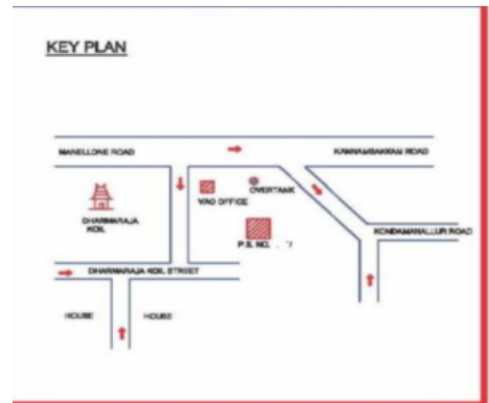 KEY PLAN
MANELLORE ROAD
KANNAMBAKKAM ROAD
VAO OFFICE
OVERTANK
DHARMARAJA
KOIL
P.S. NO.
KONDAMANALLUR ROAD
DHARMARAJA KOIL STREET
HOUSE
HOUSE